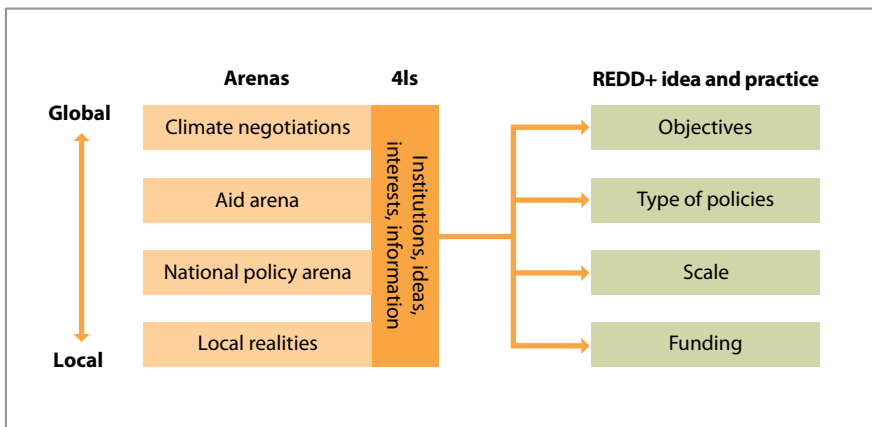 Arenas
4Is
REDD+ idea and practice
Global
Climate negotiations
Aid arena
National policy arena
Local realities
Local
Institutions, ideas,
interests, information
Objectives
Type of policies
Scale
Funding